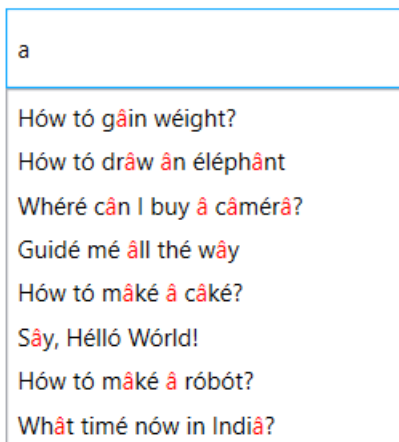 a
Hów tó gâin wéight?
Hów tó drâw ân éléphânt
Whéré cân I buy â câmérâ?
Guidé mé âll thé wây
Hów tó mâké â câké?
Sây, Hélló Wórld!
Hów tó mâké â róbót?
Whât timé nów in Indiâ?